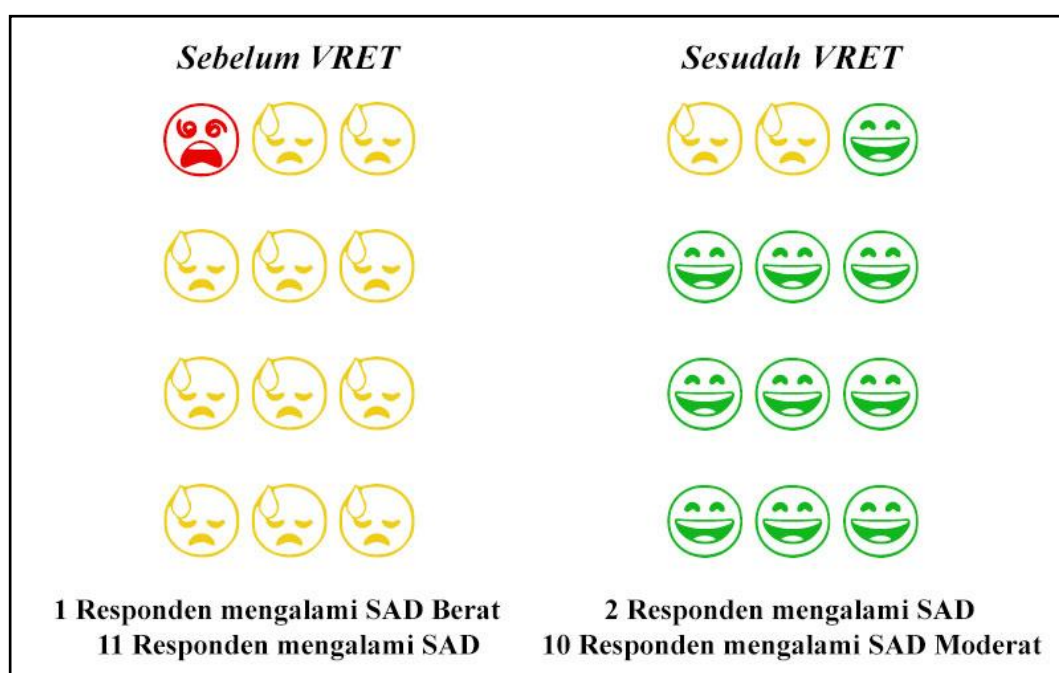 Sebelum VRET
Sesudah VRET
1 Responden mengalami SAD Berat
11 Responden mengalami SAD
2 Responden mengalami SAD
10 Responden mengalami SAD Moderat